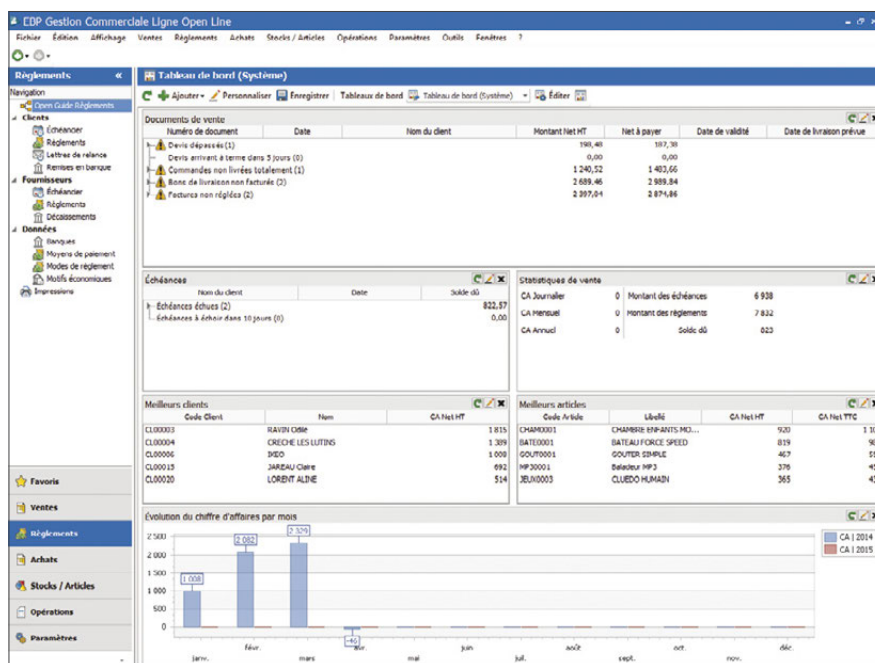 EBP Gestion Commerciale Ligne Open Line
Fichier Édition Affichage Ventes Règlements Achats Stocks / Articles Opérations Paramètres Outils Fenêtres ?
Règlements «
Navigation
Open Guide Règlements
Clients
Échéancier
Règlements
Lettres de relance
Remises en banque
Fournisseurs
Échéancier
Règlements
Décaissements
Données
Banques
Moyens de paiement
Modes de règlement
Motifs économiques
Impressions
Favoris
Ventes
Règlements
Achats
Stocks / Articles
Opérations
Paramètres
Tableau de bord (Système)
Ajouter Personnaliser Enregistrer Tableaux de bord Tableau de bord (Système) Éditer
Documents de vente
Numéro de document Date Nom du client Montant Net HT Net à payer Date de validité Date de livraison prévue
Devis dépassés (1) 198,48 187,38
Devis arrivant à terme dans 5 jours (0) 0,00 0,00
Commandes non livrées totalement (1) 1 240,52 1 483,66
Bons de livraison non facturés (2) 2 689,46 2 989,84
Factures non réglées (2) 2 397,04 2 874,86
Échéances
Nom du client Date Solde dû
Échéances échues (2) 822,57
Échéances à échoir dans 10 jours (0) 0,00
Statistiques de vente
CA Journalier 0 Montant des échéances 6 938
CA Mensuel 0 Montant des règlements 7 832
CA Annuel 0 Solde dû 823
Meilleurs clients
Code Client Nom CA Net HT
CL00003 RAVIN Odile 1 815
CL00004 CRECHE LES LUTINS 1 389
CL00006 1 008
CL00015 JAREAU Claire 692
CL00020 LORENT ALINE 514
Meilleurs articles
Code Article Libellé CA Net HT CA Net TTC
CHAM0001 CHAMBRE ENFANTS MO... 920
BATE0001 BATEAU FORCE SPEED 819
GOUT0001 GOUTER SIMPLE 467
MP30001 Baladeur MP3 376
JEUX0003 CLUEDO HUMAIN 365
Évolution du chiffre d'affaires par mois
2 500
2 000
1 500
1 000
500
0
1 008
2 082
2 329
-46
janv. févr. mars avr. mai juin juil. août sept. oct. nov. déc.
CA | 2014
CA | 2015